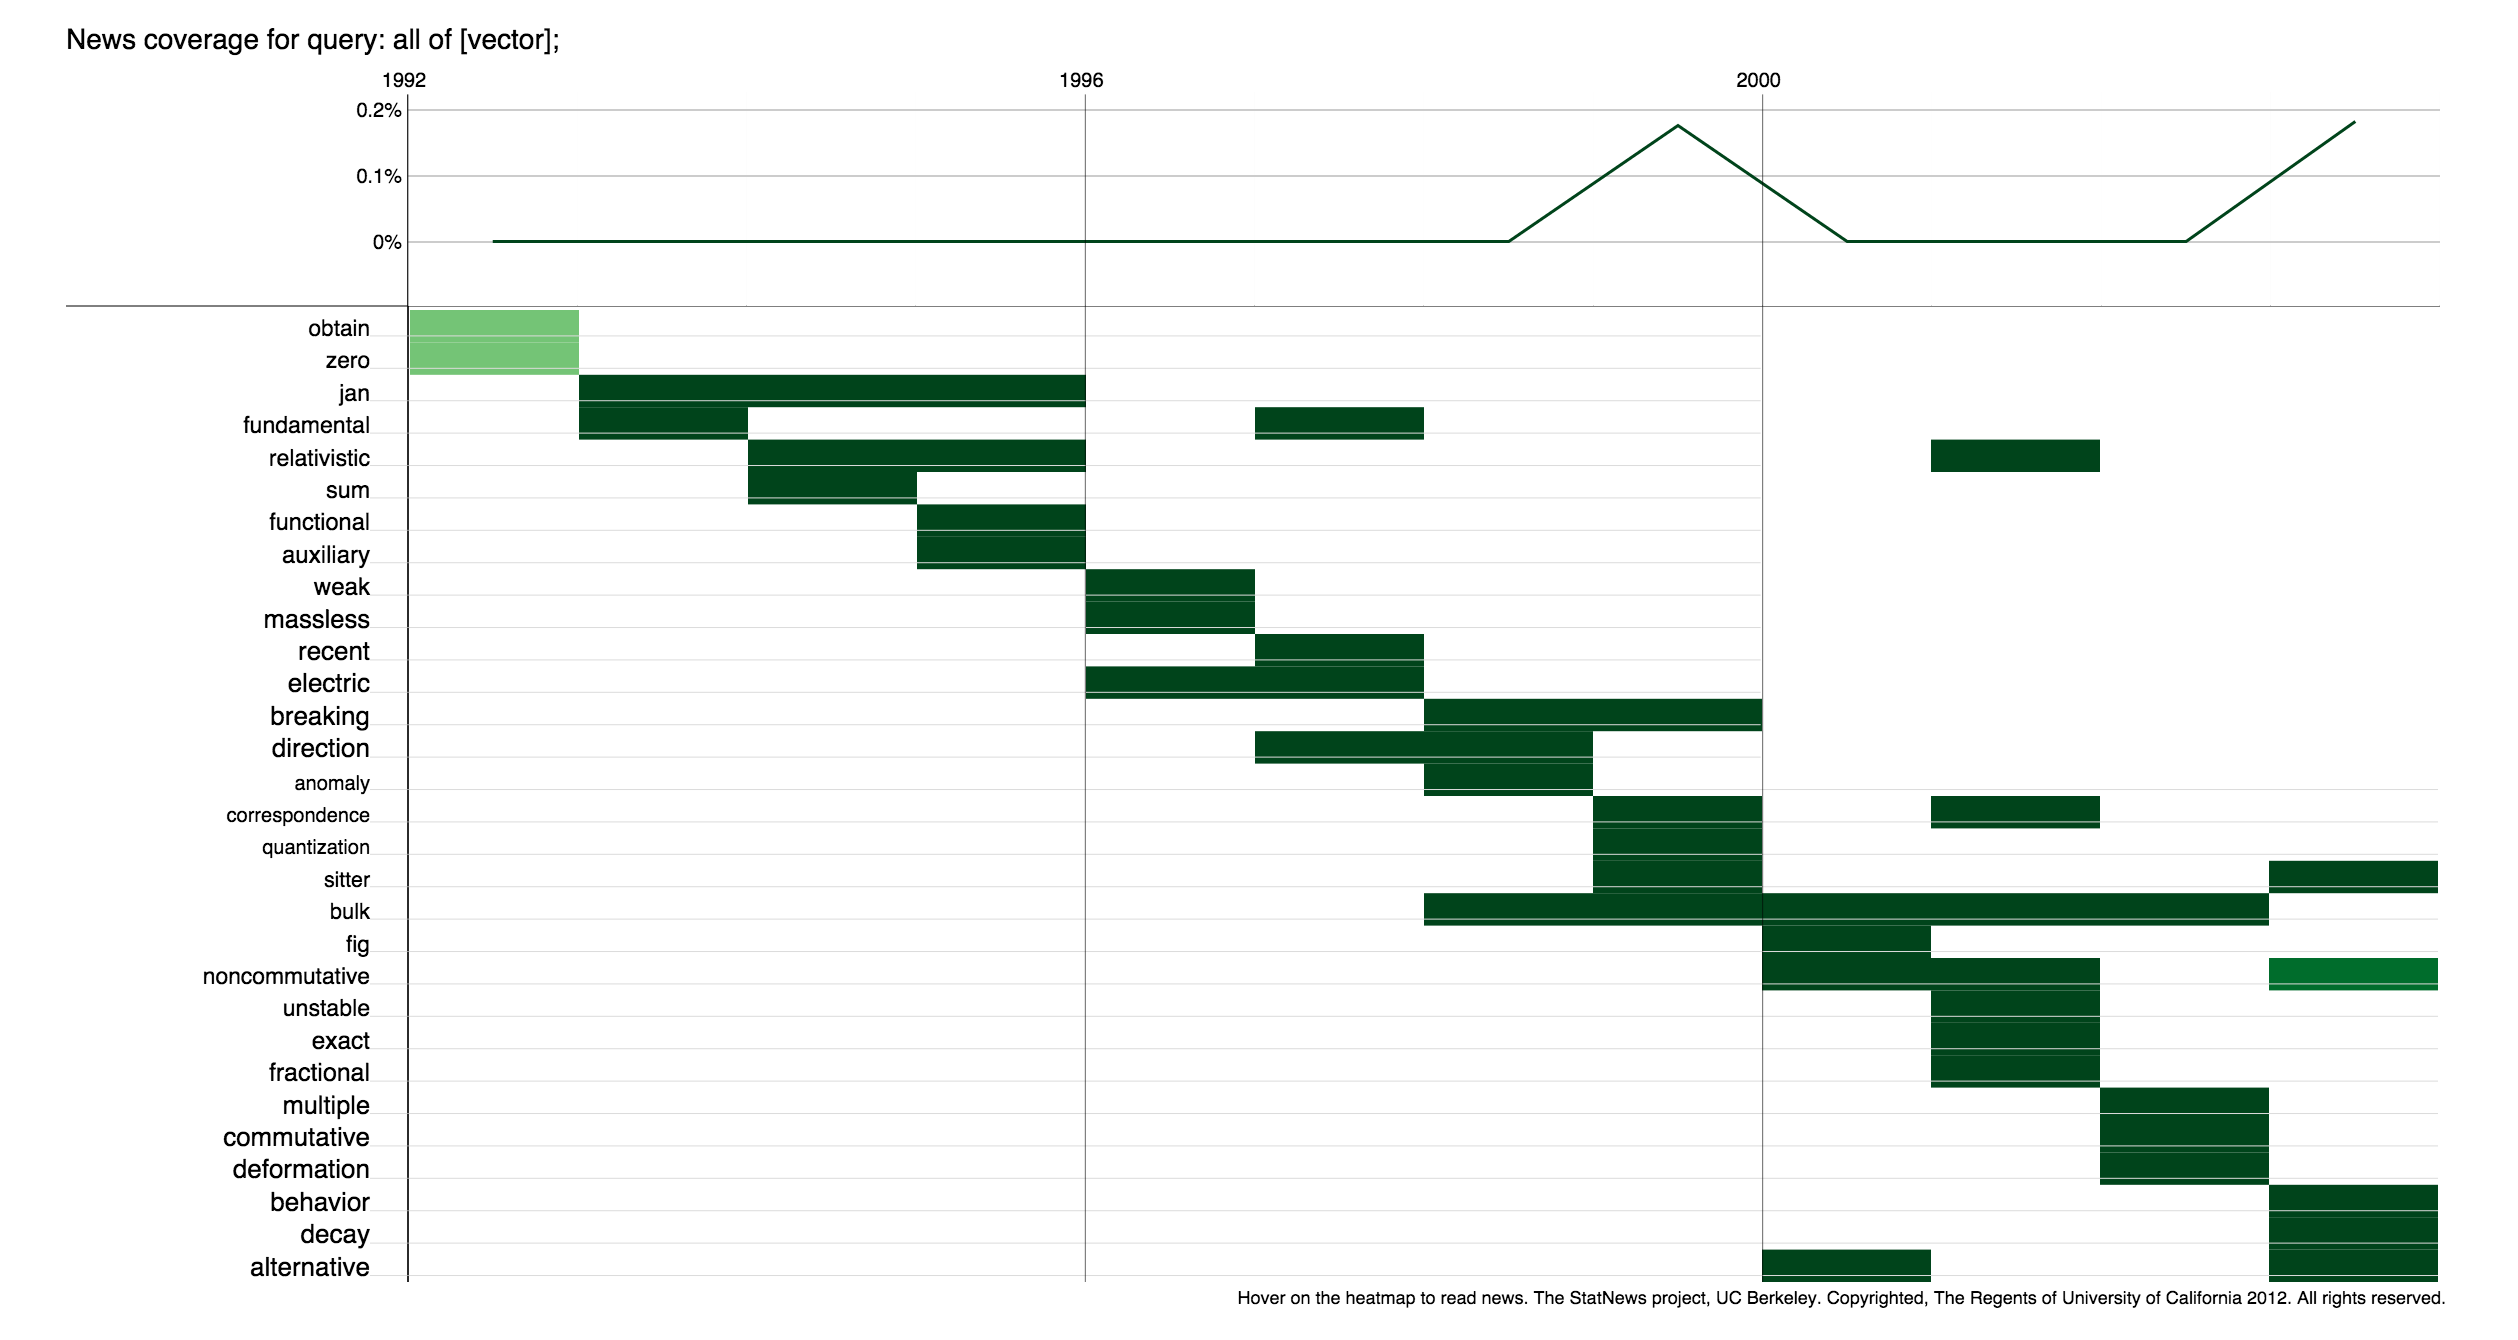 News coverage for query: all of [vector];
1992 1996 2000
0.2%
0.1%
0%
obtain
zero
jan
fundamental
relativistic
sum
functional
auxiliary
weak
massless
recent
electric
breaking
direction
anomaly
correspondence
quantization
sitter
bulk
fig
noncommutative
unstable
exact
fractional
multiple
commutative
deformation
behavior
decay
alternative
Hover on the heatmap to read news. The StatNews project, UC Berkeley. Copyrighted, The Regents of University of California 2012. All rights reserved.